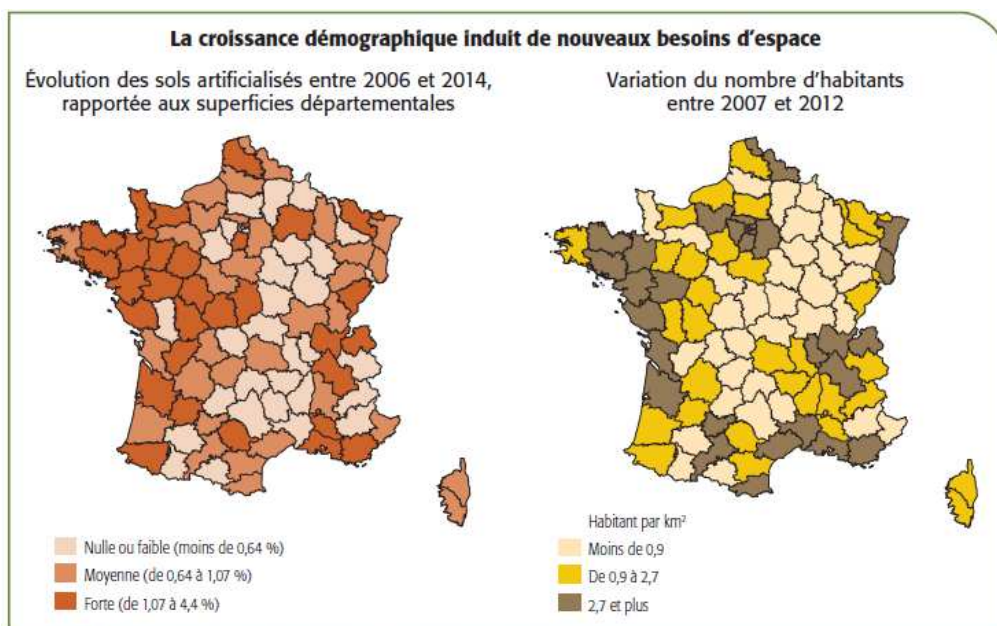 La croissance démographique induit de nouveaux besoins d'espace
Évolution des sols artificialisés entre 2006 et 2014,
rapportée aux superficies départementales
Nulle ou faible (moins de 0,64 %)
Moyenne (de 0,64 à 1,07 %)
Forte (de 1,07 à 4,4 %)
Variation du nombre d'habitants
entre 2007 et 2012
Habitant par km²
Moins de 0,9
De 0,9 à 2,7
2,7 et plus